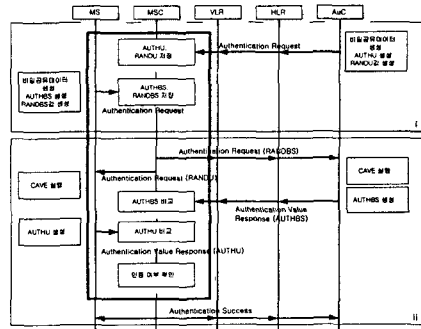 MS MSC VLR HLR AuC
AUTHU,
RANDU 저장
Authentication Request
비밀공유데이터
생성
AUTHU 생성
RANDU값 생성
비밀공유데이터
생성
AUTHBS 생성
RANDBS값 생성
AUTHBS,
RANDBS 저장
Authentication Request
I
Authentication Request (RANDBS)
Authentication Request (RANDU)
CAVE 실행
CAVE 실행
AUTHBS 비교
AUTHBS 생성
Authentication Value
Response (AUTHBS)
AUTHU 생성
AUTHU 비교
Authentication Value Response (AUTHU)
인증 여부 확인
Authentication Success
II